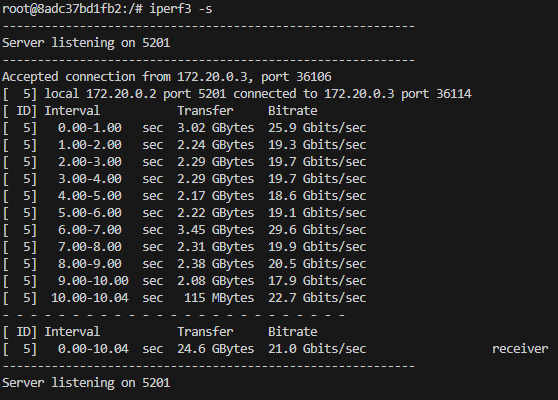 root@8adc37bd1fb2:/# iperf3 -s
-----------------------------------------------------------
Server listening on 5201
-----------------------------------------------------------
Accepted connection from 172.20.0.3, port 36106
[  5] local 172.20.0.2 port 5201 connected to 172.20.0.3 port 36114
[ ID] Interval           Transfer     Bitrate
[  5]   0.00-1.00   sec  3.02 GBytes  25.9 Gbits/sec
[  5]   1.00-2.00   sec  2.24 GBytes  19.3 Gbits/sec
[  5]   2.00-3.00   sec  2.29 GBytes  19.7 Gbits/sec
[  5]   3.00-4.00   sec  2.29 GBytes  19.7 Gbits/sec
[  5]   4.00-5.00   sec  2.17 GBytes  18.6 Gbits/sec
[  5]   5.00-6.00   sec  2.22 GBytes  19.1 Gbits/sec
[  5]   6.00-7.00   sec  3.45 GBytes  29.6 Gbits/sec
[  5]   7.00-8.00   sec  2.31 GBytes  19.9 Gbits/sec
[  5]   8.00-9.00   sec  2.38 GBytes  20.5 Gbits/sec
[  5]   9.00-10.00  sec  2.08 GBytes  17.9 Gbits/sec
[  5]  10.00-10.04  sec   115 MBytes  22.7 Gbits/sec
- - - - - - - - - - - - - - - - - - - - - - - - -
[ ID] Interval           Transfer     Bitrate
[  5]   0.00-10.04  sec  24.6 GBytes  21.0 Gbits/sec                  receiver
-----------------------------------------------------------
Server listening on 5201